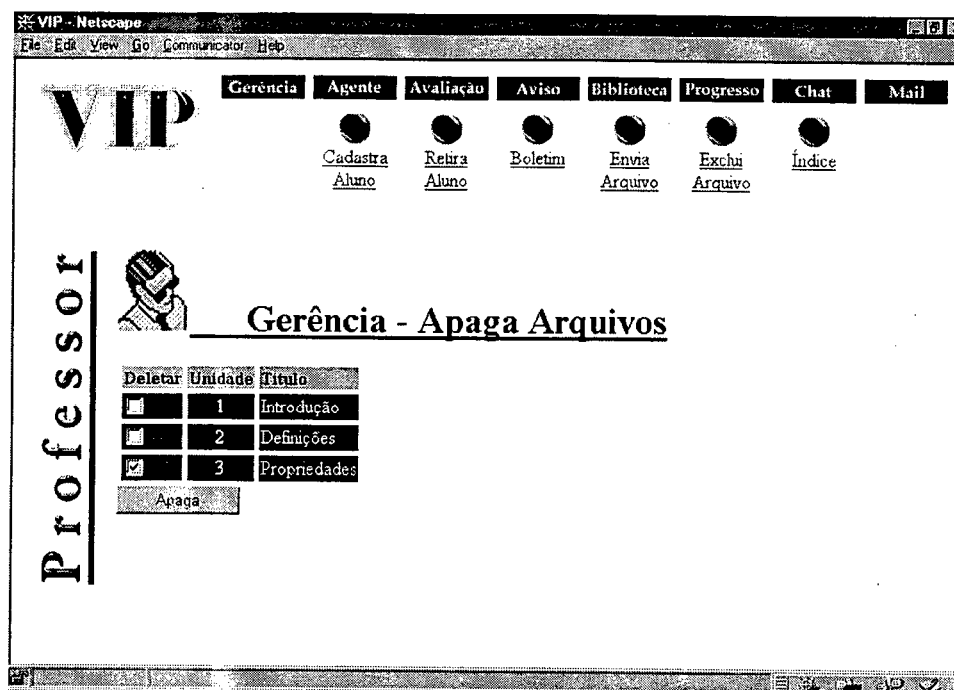 VIP - Netscape
File Edit View Go Communicator Help
VIP
Gerência Agente Avaliação Aviso Biblioteca Progresso Chat Mail
Cadastra Aluno
Retira Aluno
Boletim
Envia Arquivo
Exclui Arquivo
Índice
Professor
Gerência - Apaga Arquivos
Deletar Unidade Título
1 Introdução
2 Definições
3 Propriedades
Apaga